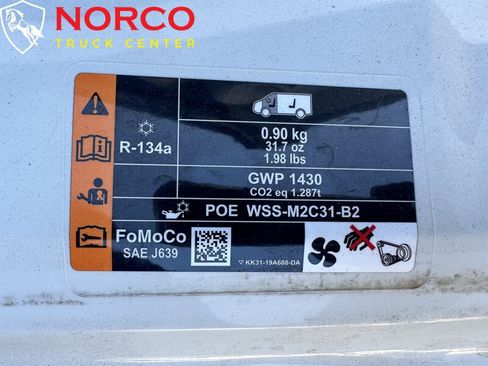 NORCO
TRUCK CENTER
R-134a
0.90 kg
31.7 oz
1.98 lbs
GWP 1430
CO2 eq 1.287t
POE WSS-M2C31-B2
FoMoCo
SAE J639
KK31-19A688-DA